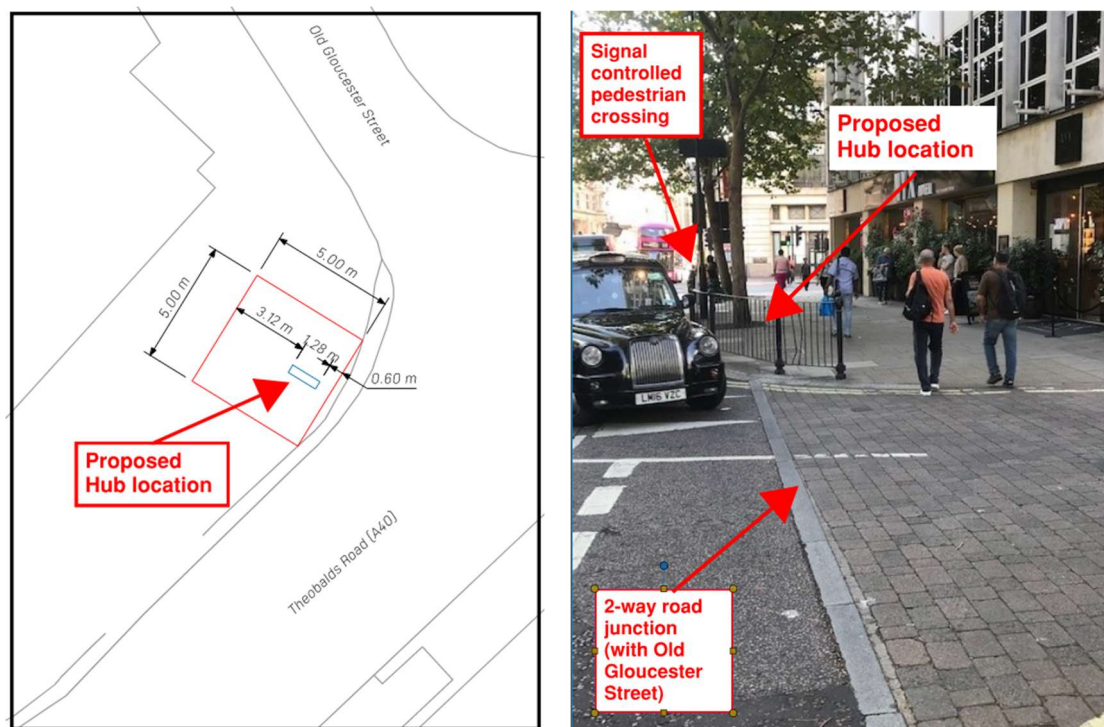 Old Gloucester Street
5.00 m
5.00 m
3.12 m
1.28 m
0.60 m
Proposed
Hub location
Theobalds Road (A40)
Signal
controlled
pedestrian
crossing
Proposed
Hub location
LM16 VZC
2-way road
junction
(with Old
Gloucester
Street)